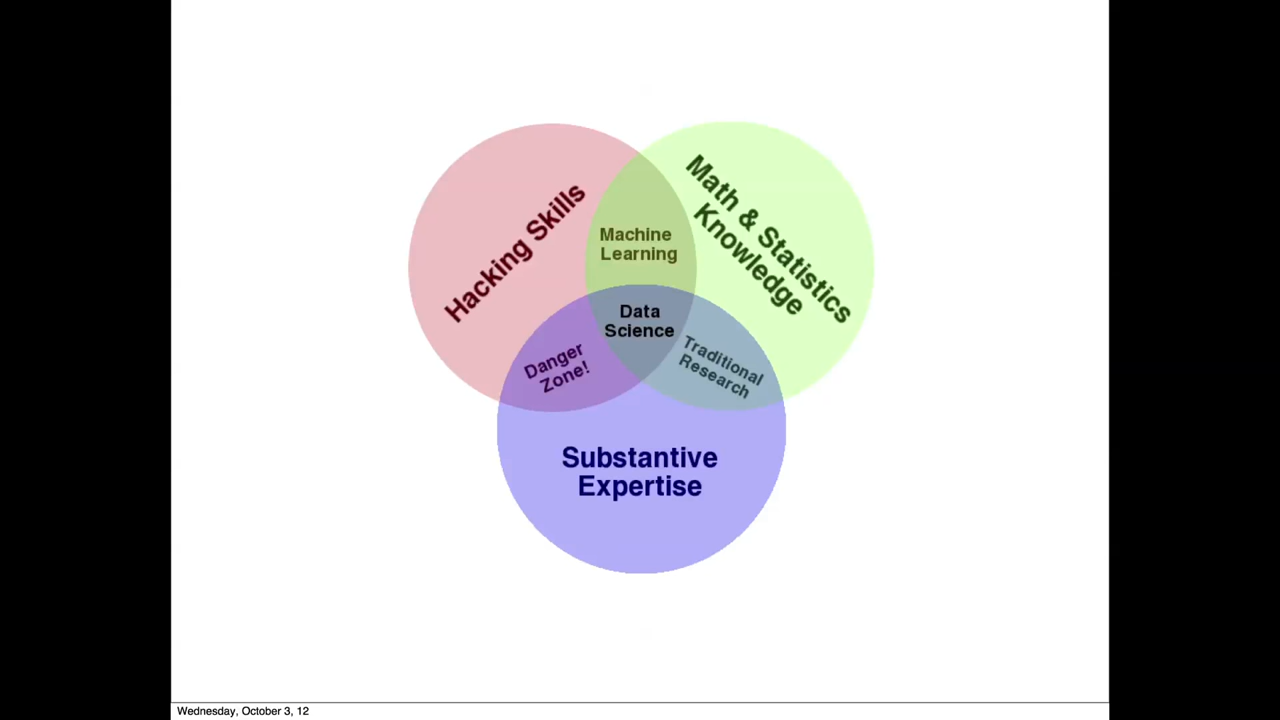 Hacking Skills
Math & Statistics
Knowledge
Machine
Learning
Data
Science
Danger
Zone!
Traditional
Research
Substantive
Expertise
Wednesday, October 3, 12